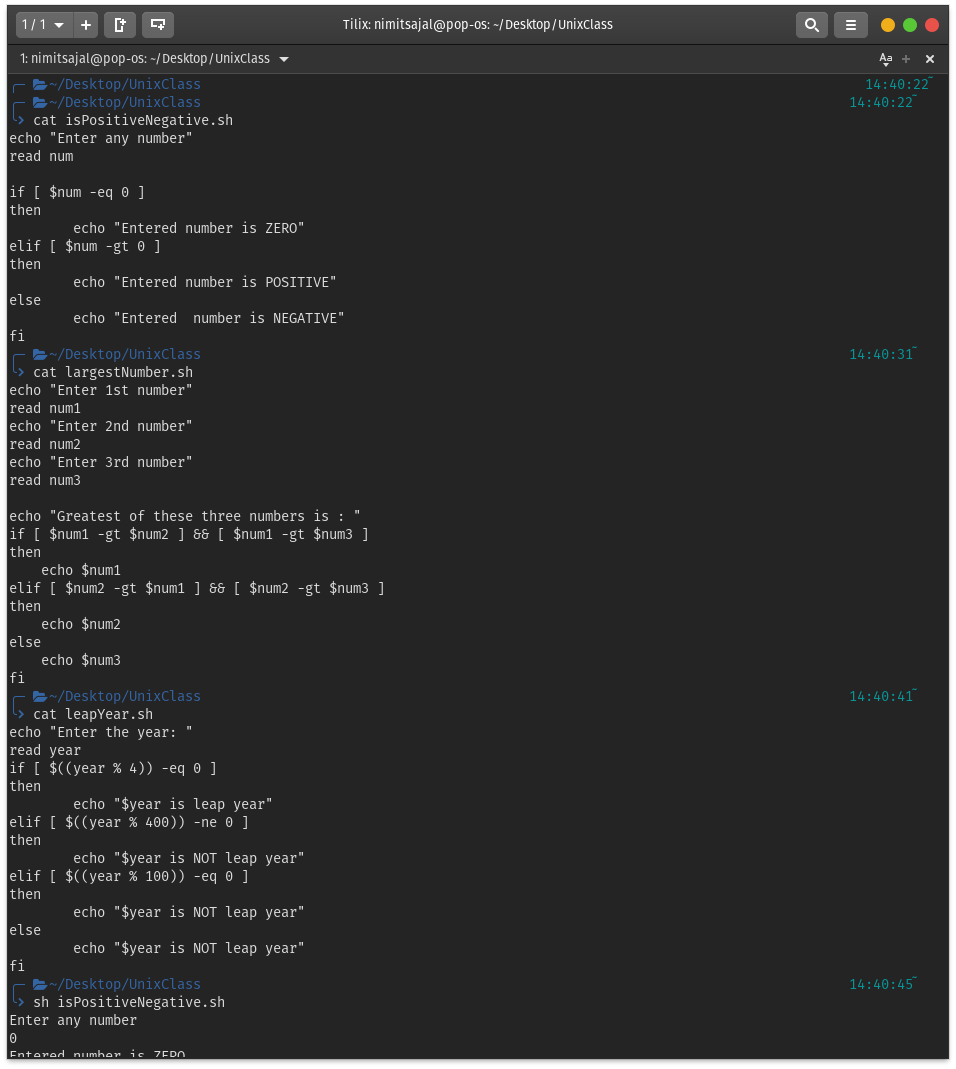 1 / 1
Tilix: nimitsajal@pop-os: ~/Desktop/UnixClass
1: nimitsajal@pop-os: ~/Desktop/UnixClass
~/Desktop/UnixClass 14:40:22
~/Desktop/UnixClass 14:40:22
cat isPositiveNegative.sh
echo "Enter any number"
read num
if [ $num -eq 0 ]
then
echo "Entered number is ZERO"
elif [ $num -gt 0 ]
then
echo "Entered number is POSITIVE"
else
echo "Entered  number is NEGATIVE"
fi
~/Desktop/UnixClass 14:40:31
cat largestNumber.sh
echo "Enter 1st number"
read num1
echo "Enter 2nd number"
read num2
echo "Enter 3rd number"
read num3
echo "Greatest of these three numbers is : "
if [ $num1 -gt $num2 ] && [ $num1 -gt $num3 ]
then
echo $num1
elif [ $num2 -gt $num1 ] && [ $num2 -gt $num3 ]
then
echo $num2
else
echo $num3
fi
~/Desktop/UnixClass 14:40:41
cat leapYear.sh
echo "Enter the year: "
read year
if [ $((year % 4)) -eq 0 ]
then
echo "$year is leap year"
elif [ $((year % 400)) -ne 0 ]
then
echo "$year is NOT leap year"
elif [ $((year % 100)) -eq 0 ]
then
echo "$year is NOT leap year"
else
echo "$year is NOT leap year"
fi
~/Desktop/UnixClass 14:40:45
sh isPositiveNegative.sh
Enter any number
0
Entered number is ZERO